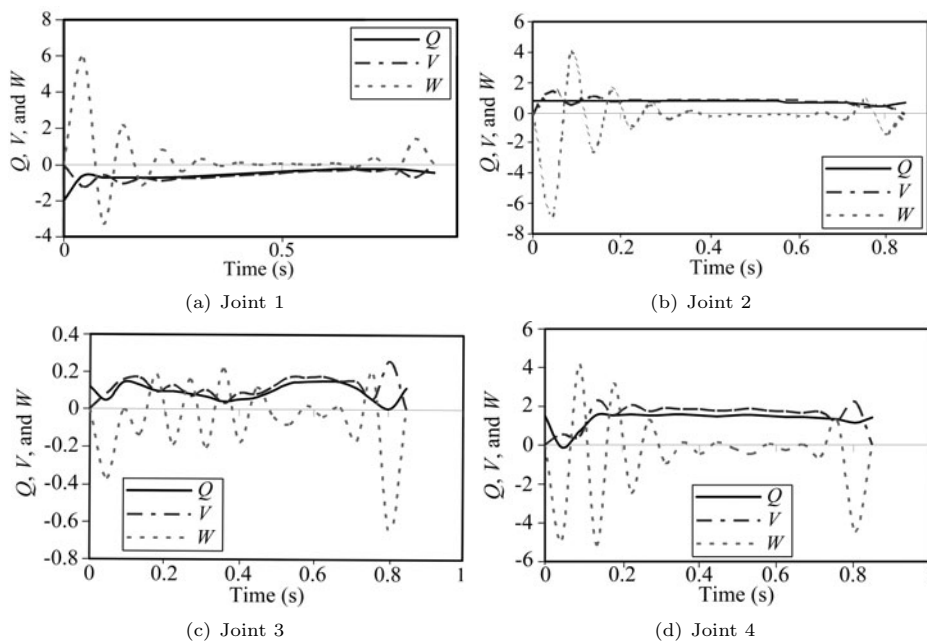 8
6
4
2
0
-2
-4
Q, V, and W
Q
V
W
0
0.5
Time (s)
(a) Joint 1
6
4
2
0
-2
-4
-6
-8
Q, V, and W
Q
V
W
0
0.2
0.4
0.6
0.8
Time (s)
(b) Joint 2
0.4
0.2
0
-0.2
-0.4
-0.6
-0.8
Q, V, and W
Q
V
W
0
0.2
0.4
0.6
0.8
1
Time (s)
(c) Joint 3
6
4
2
0
-2
-4
-6
Q, V, and W
Q
V
W
0
0.2
0.4
0.6
0.8
Time (s)
(d) Joint 4